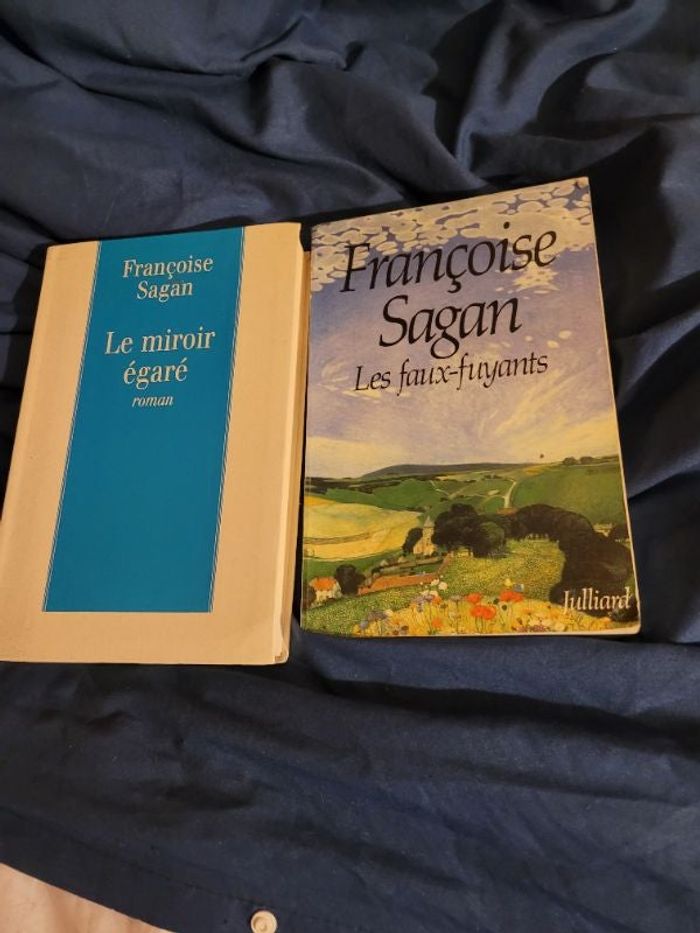 Françoise
Sagan
Le miroir
égaré
roman
Françoise
Sagan
Les faux-fuyants
Julliard